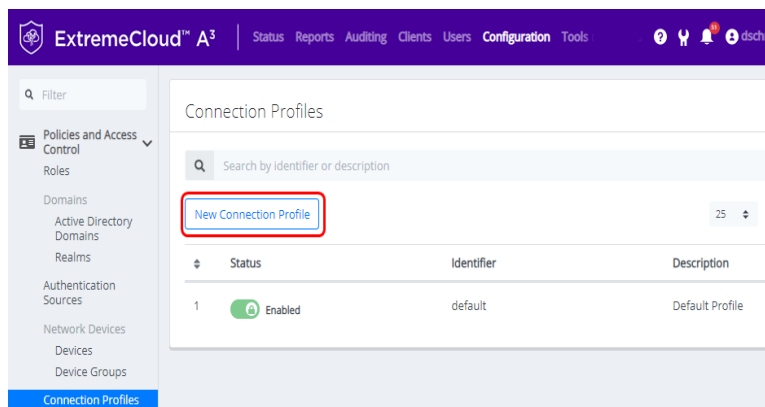 ExtremeCloud™ A³ Status Reports Auditing Clients Users Configuration Tools dsch
Filter
Policies and Access
Control
Roles
Domains
Active Directory
Domains
Realms
Authentication
Sources
Network Devices
Devices
Device Groups
Connection Profiles
Connection Profiles
Search by identifier or description
New Connection Profile 25
Status Identifier Description
1 Enabled default Default Profile